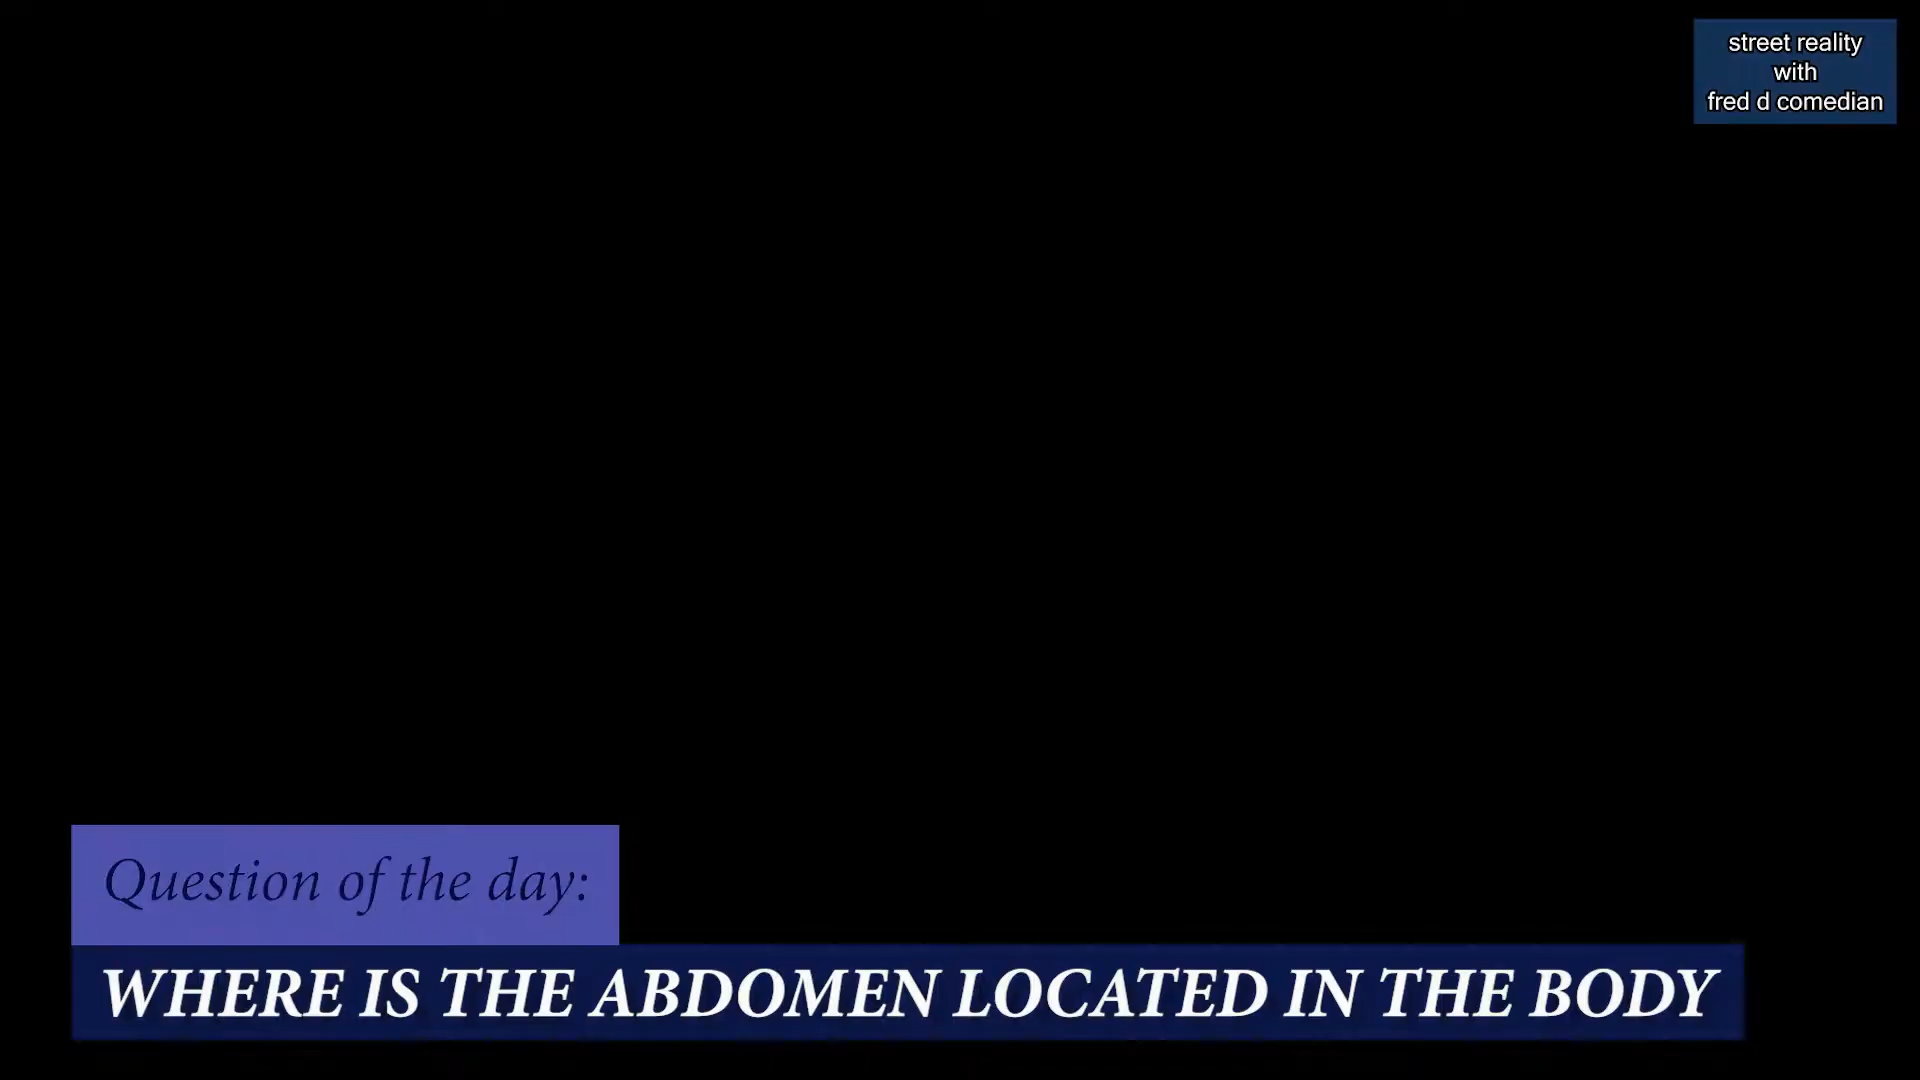 street reality
with
fred d comedian
Question of the day:
WHERE IS THE ABDOMEN LOCATED IN THE BODY